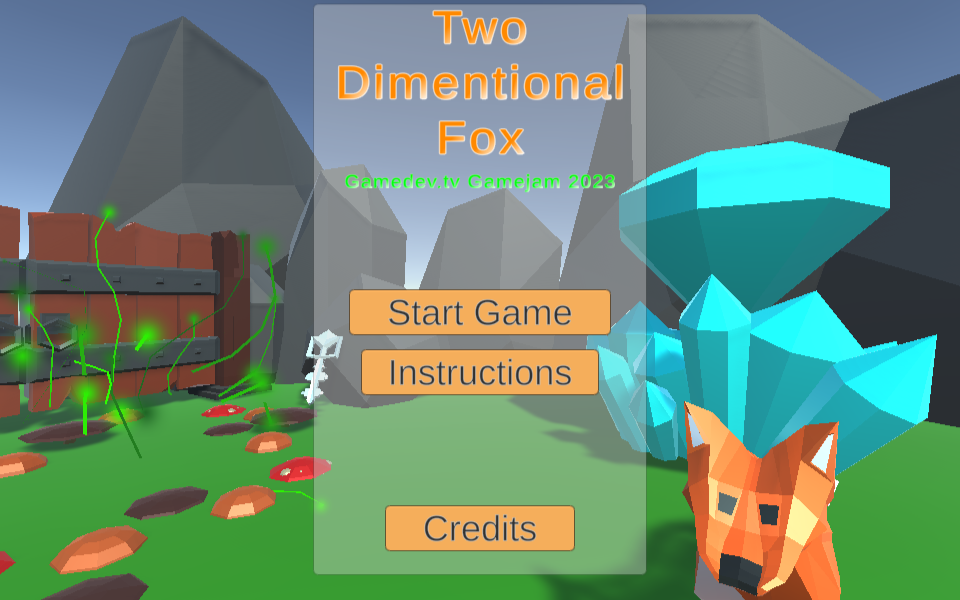 Two
Dimentional
Fox
Gamedev.tv Gamejam 2023
Start Game
Instructions
Credits